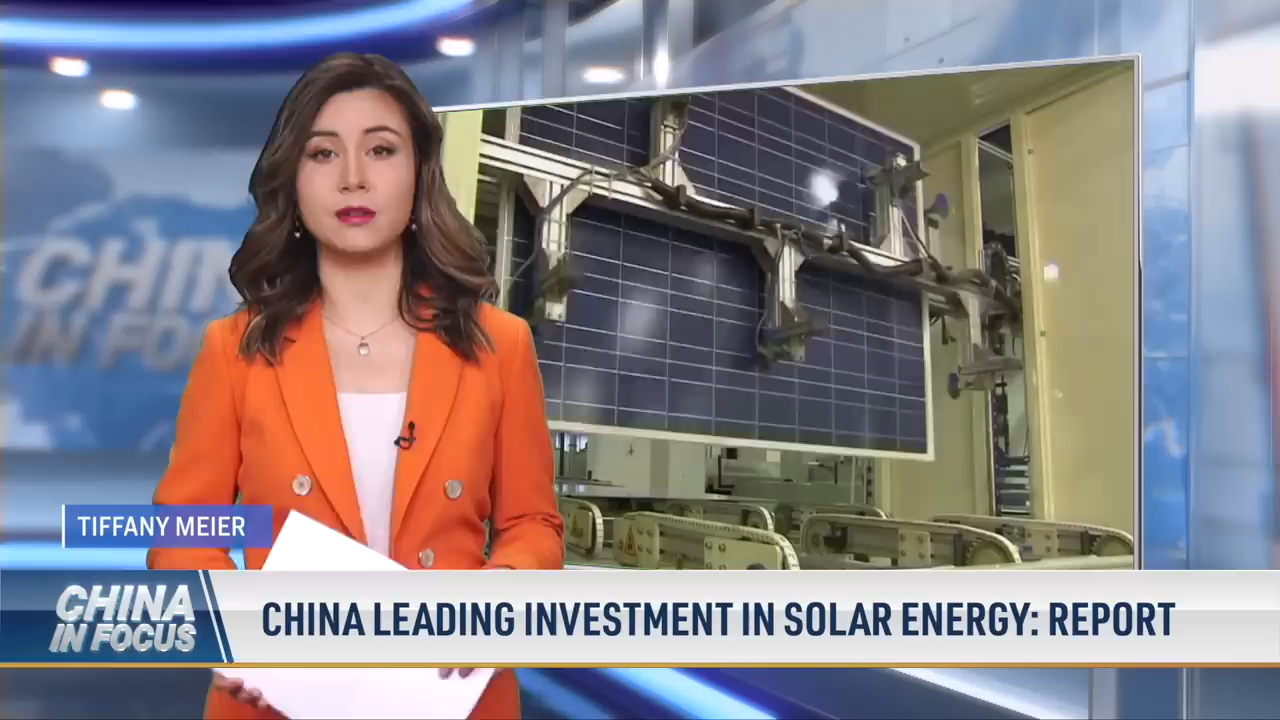 CHINA
IN FOCUS
TIFFANY MEIER
CHINA
IN FOCUS
CHINA LEADING INVESTMENT IN SOLAR ENERGY: REPORT